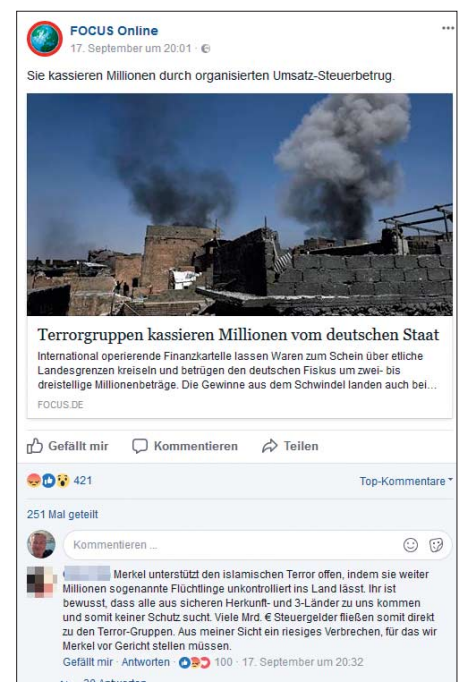 FOCUS Online
17. September um 20:01 ·
Sie kassieren Millionen durch organisierten Umsatz-Steuerbetrug.
Terrorgruppen kassieren Millionen vom deutschen Staat
International operierende Finanzkartelle lassen Waren zum Schein über etliche
Landesgrenzen kreiseln und betrügen den deutschen Fiskus um zwei- bis
dreistellige Millionenbeträge. Die Gewinne aus dem Schwindel landen auch bei…
FOCUS.DE
Gefällt mir Kommentieren Teilen
421 Top-Kommentare
251 Mal geteilt
Kommentieren ...
Merkel unterstützt den islamischen Terror offen, indem sie weiter
Millionen sogenannte Flüchtlinge unkontrolliert ins Land lässt. Ihr ist
bewusst, dass alle aus sicheren Herkunft- und 3-Länder zu uns kommen
und somit keiner Schutz sucht. Viele Mrd. € Steuergelder fließen somit direkt
zu den Terror-Gruppen. Aus meiner Sicht ein riesiges Verbrechen, für das wir
Merkel vor Gericht stellen müssen.
Gefällt mir · Antworten · 100 · 17. September um 20:32